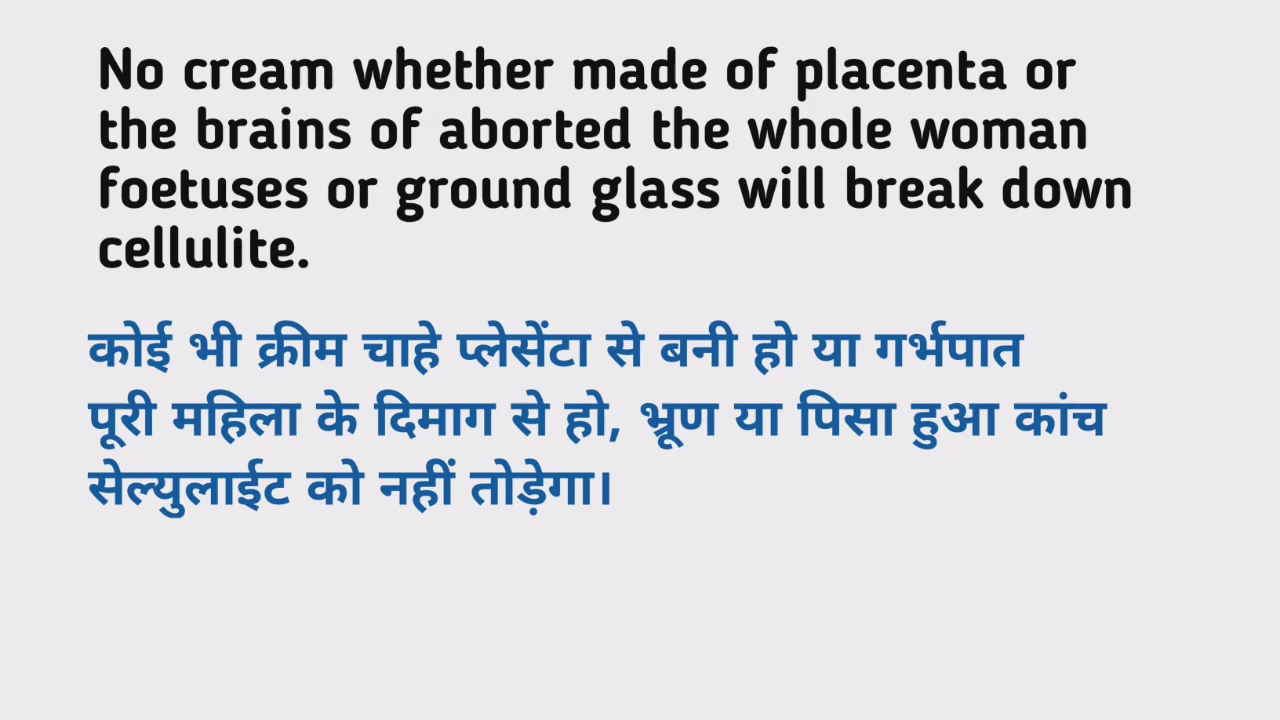 No cream whether made of placenta or
the brains of aborted the whole woman
foetuses or ground glass will break down
cellulite.
कोई भी क्रीम चाहे प्लेसेंटा से बनी हो या गर्भपात
पूरी महिला के दिमाग से हो, भ्रूण या पिसा हुआ कांच
सेल्युलाईट को नहीं तोड़ेगा।